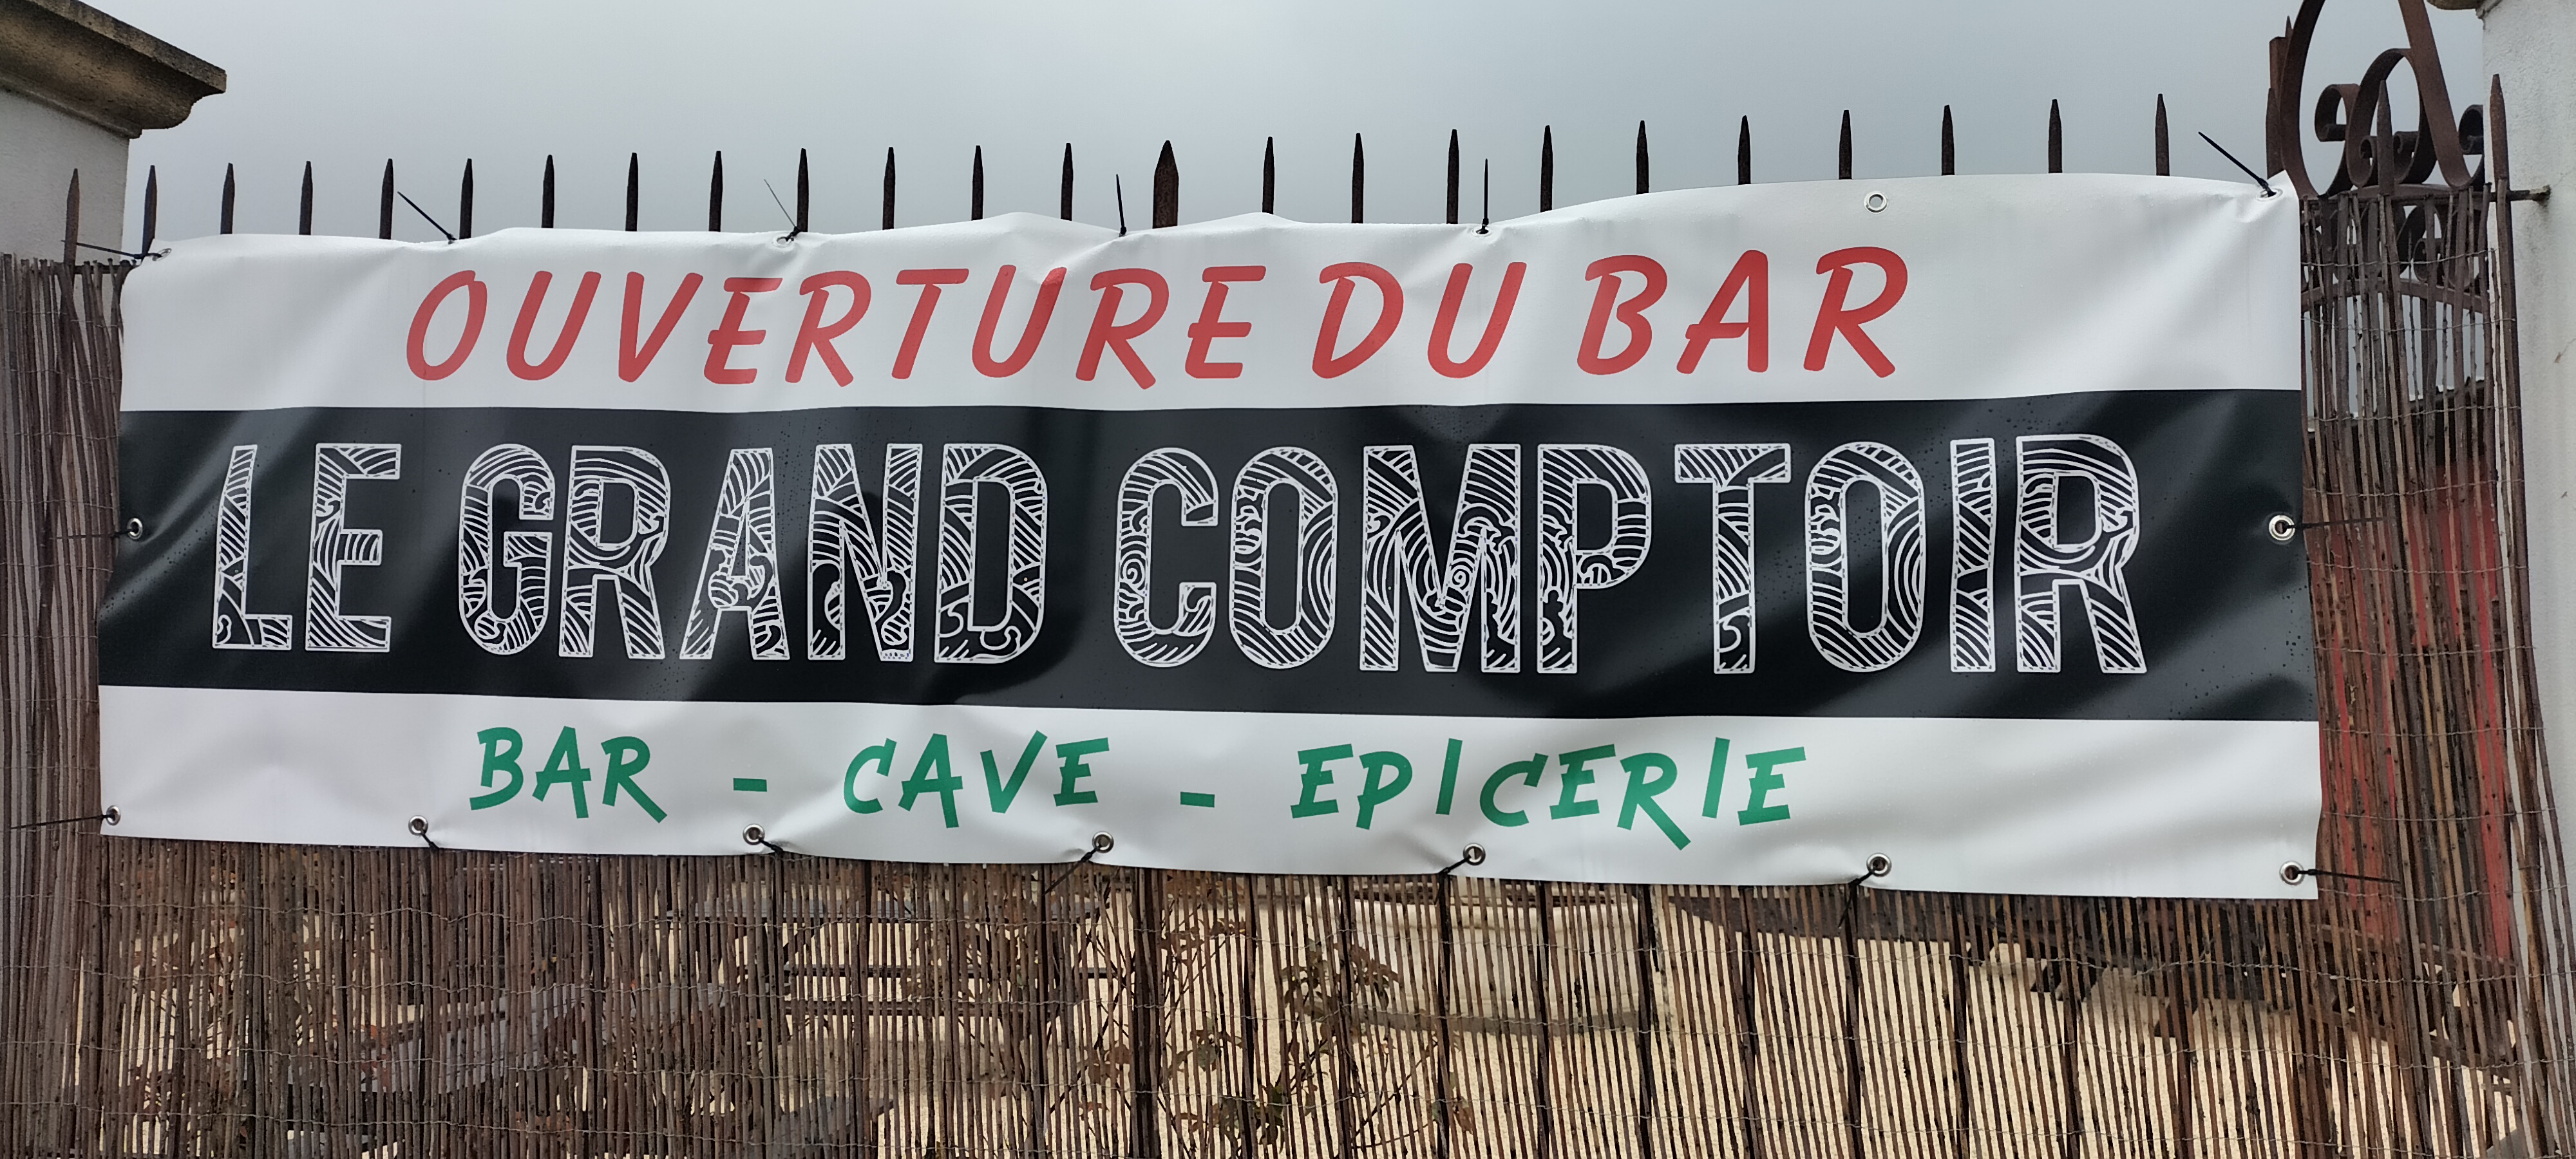 OUVERTURE DU BAR
LE GRAND COMPTOIR
BAR - CAVE - EPICERIE